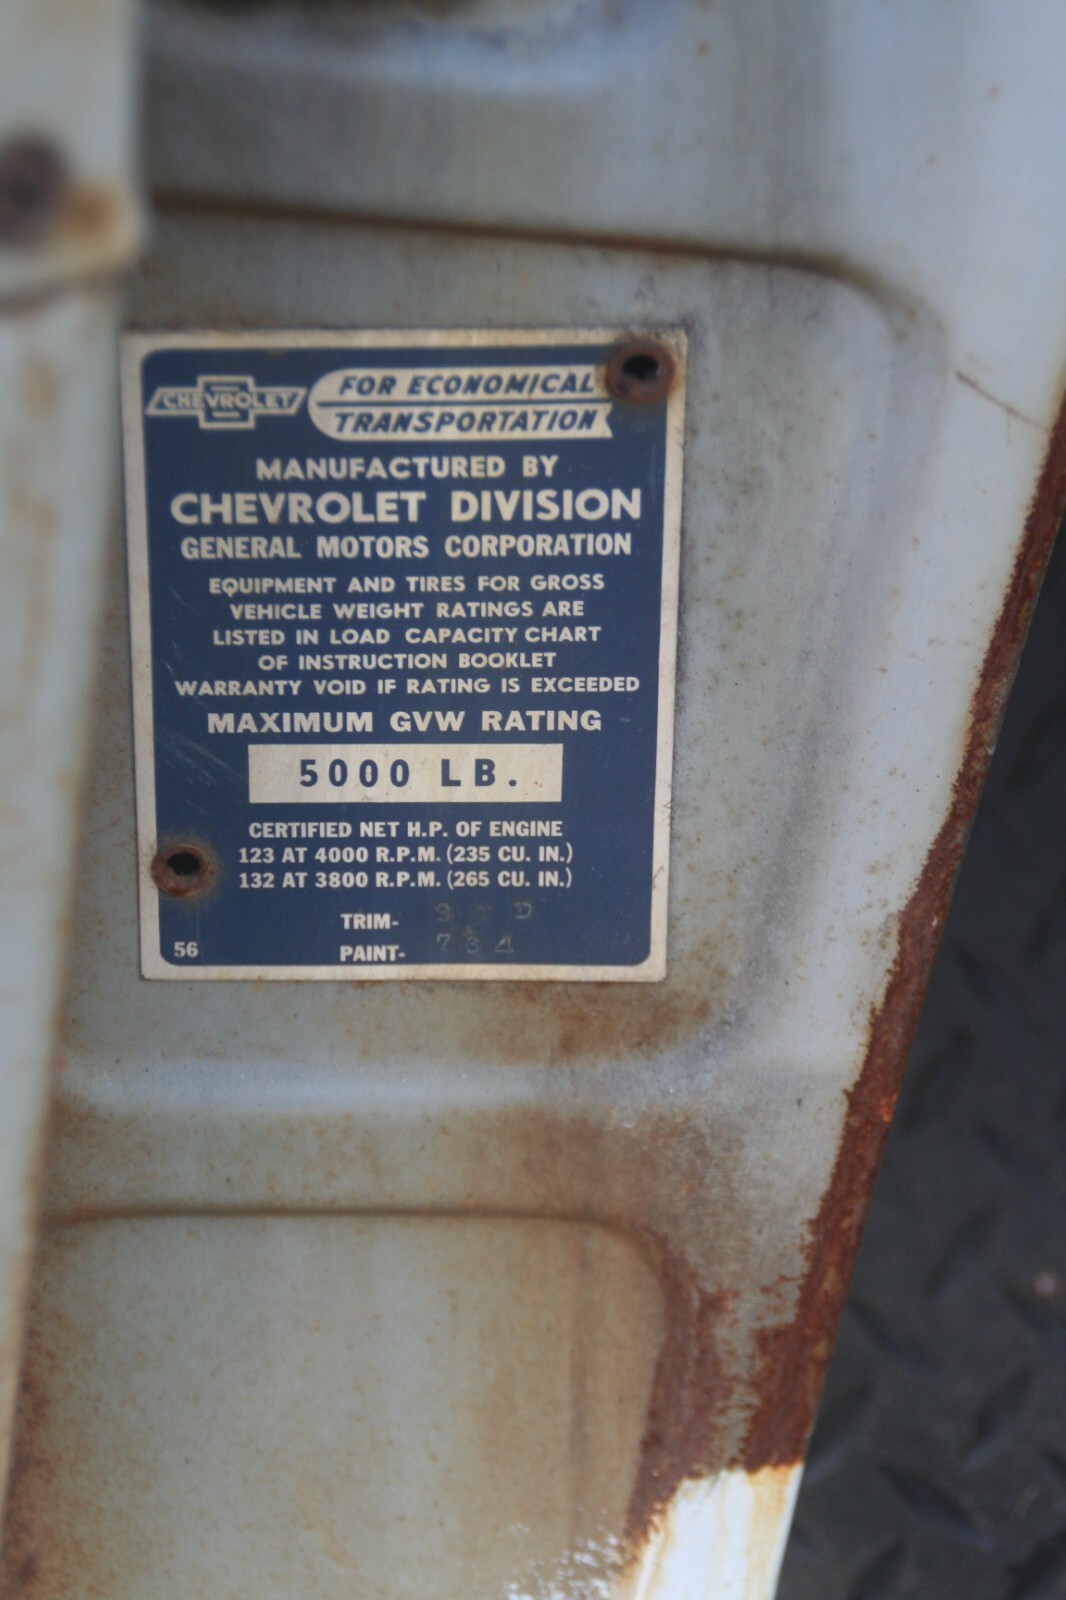 CHEVROLET
FOR ECONOMICAL
TRANSPORTATION
MANUFACTURED BY
CHEVROLET DIVISION
GENERAL MOTORS CORPORATION
EQUIPMENT AND TIRES FOR GROSS
VEHICLE WEIGHT RATINGS ARE
LISTED IN LOAD CAPACITY CHART
OF INSTRUCTION BOOKLET
WARRANTY VOID IF RATING IS EXCEEDED
MAXIMUM GVW RATING
5000 LB.
CERTIFIED NET H.P. OF ENGINE
123 AT 4000 R.P.M. (235 CU. IN.)
132 AT 3800 R.P.M. (265 CU. IN.)
TRIM- STD
56 PAINT-